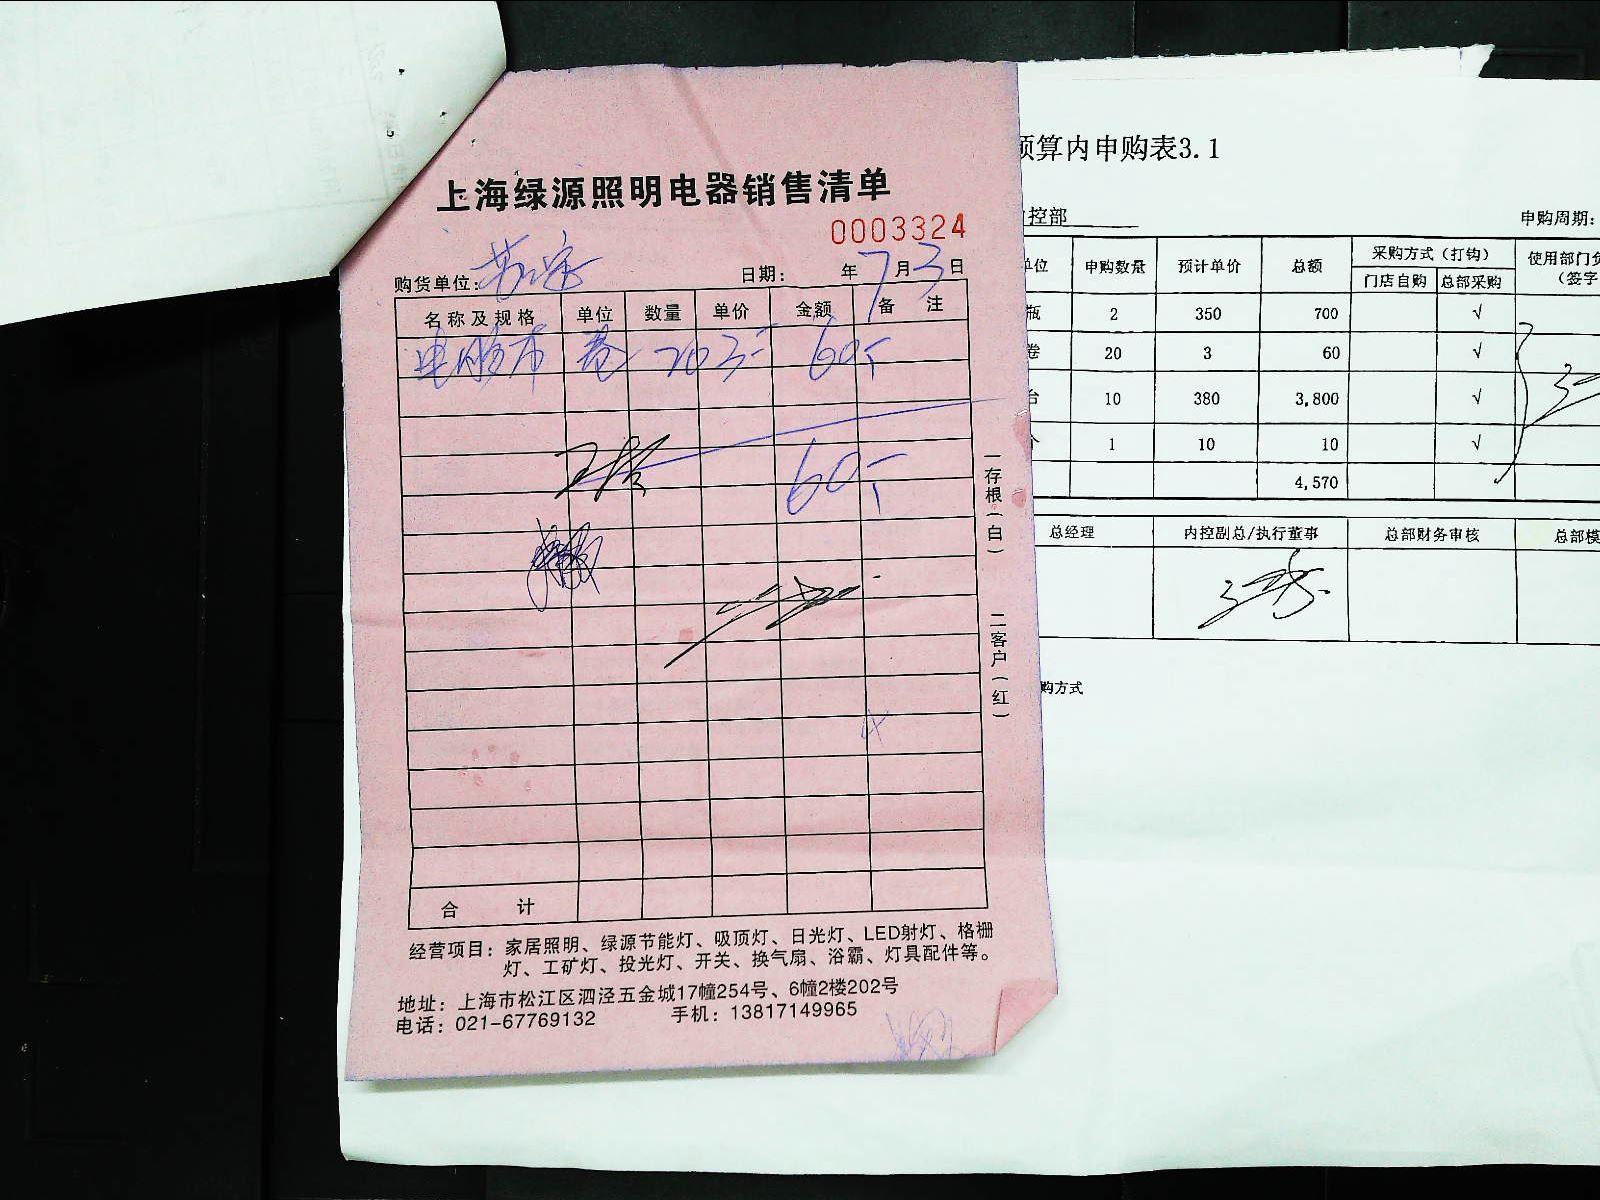 上海绿源照明电器销售清单
0003324
购货单位：
日期： 年7月3日
名称及规格 单位 数量 单价 金额 备 注
电胶布 卷 20 3- 60-
60-
合 计
一存根（白） 二客户（红）
经营项目：家居照明、绿源节能灯、吸顶灯、日光灯、LED射灯、格栅
灯、工矿灯、投光灯、开关、换气扇、浴霸、灯具配件等。
地址：上海市松江区泗泾五金城17幢254号、6幢2楼202号
电话：021-67769132 手机：13817149965
预算内申购表3.1
控部 申购周期：
单位 申购数量 预计单价 总额 采购方式（打钩） 使用部门负
门店自购 总部采购 （签字
瓶 2 350 700 √
卷 20 3 60 √
台 10 380 3,800 √
个 1 10 10 √
4,570
总经理 内控副总/执行董事 总部财务审核 总部模
购方式